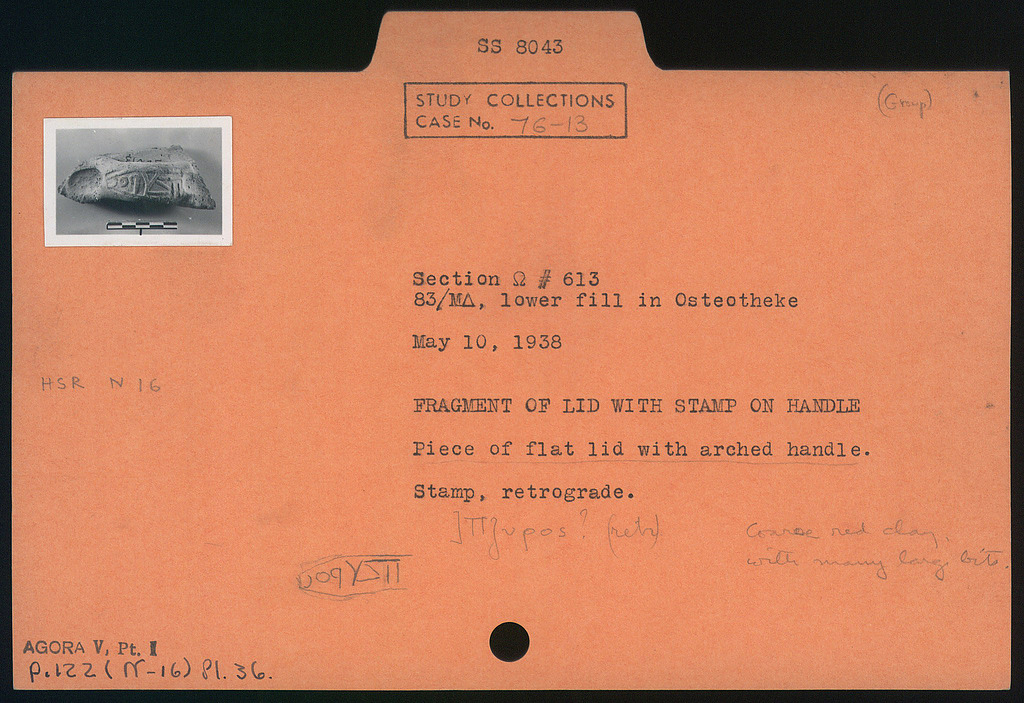 SS 8043
STUDY COLLECTIONS
CASE No. 76-13
(Group)
Section Ω # 613
83/ΜΔ, lower fill in Osteotheke
May 10, 1938
HSR N 16
FRAGMENT OF LID WITH STAMP ON HANDLE
Piece of flat lid with arched handle.
Stamp, retrograde.
]Π]υρος? (retr)
Coarse red clay,
with many large bits.
AGORA V, Pt. I
p.122 (N-16) Pl. 36.